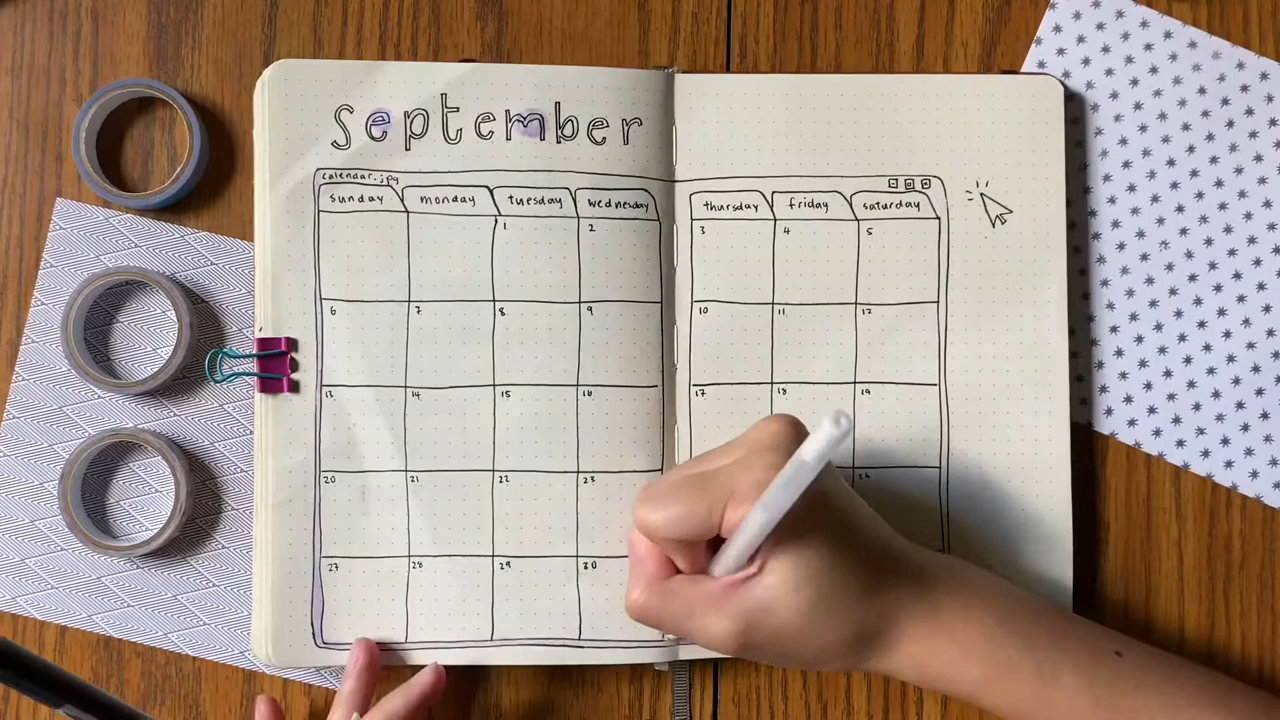 september
calendar.jpg
sunday monday tuesday wednesday thursday friday saturday
1 2 3 4 5
6 7 8 9 10 11 12
13 14 15 16 17 18 19
20 21 22 23 26
27 28 29 30